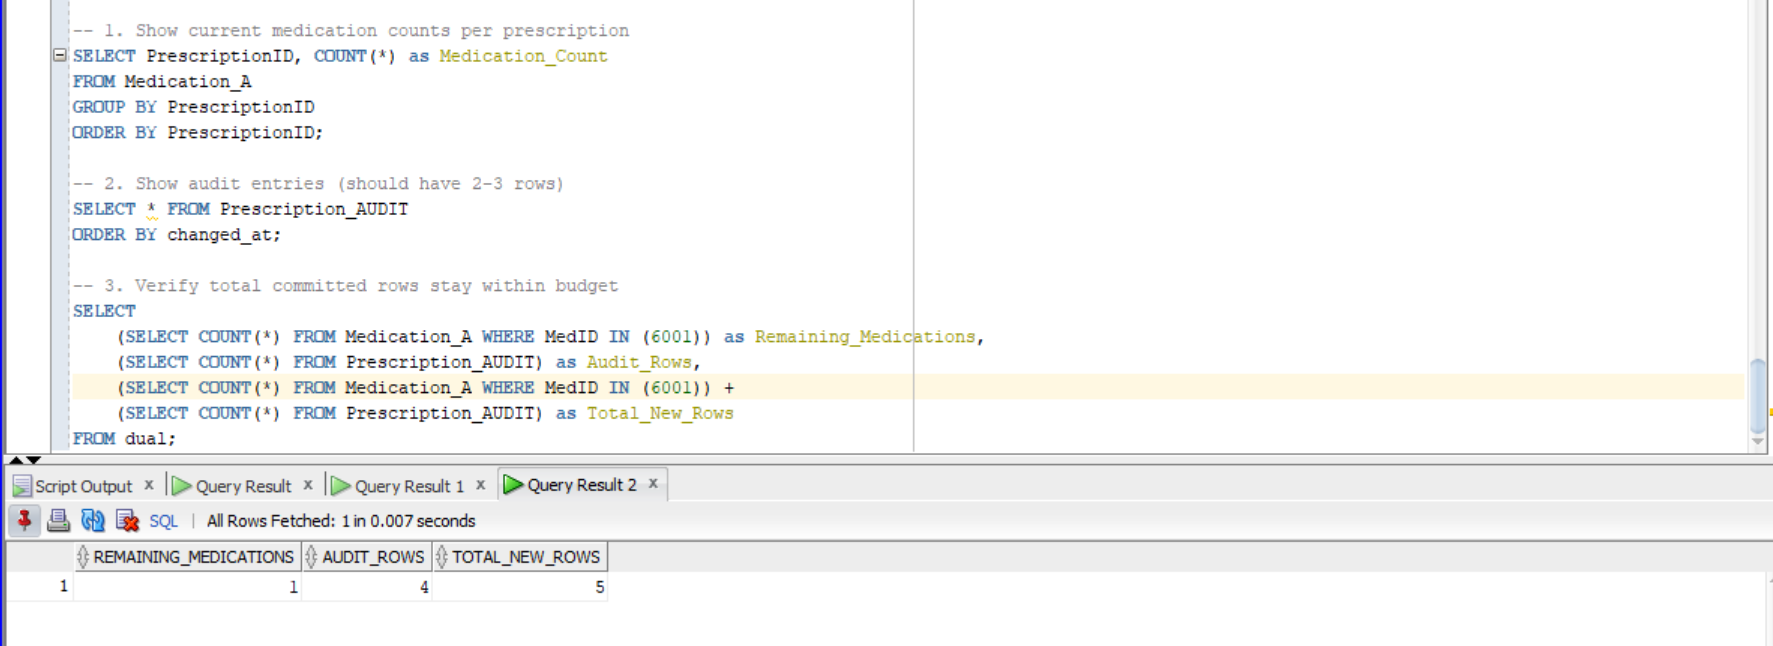 -- 1. Show current medication counts per prescription
SELECT PrescriptionID, COUNT(*) as Medication_Count
FROM Medication_A
GROUP BY PrescriptionID
ORDER BY PrescriptionID;
-- 2. Show audit entries (should have 2-3 rows)
SELECT * FROM Prescription_AUDIT
ORDER BY changed_at;
-- 3. Verify total committed rows stay within budget
SELECT
(SELECT COUNT(*) FROM Medication_A WHERE MedID IN (6001)) as Remaining_Medications,
(SELECT COUNT(*) FROM Prescription_AUDIT) as Audit_Rows,
(SELECT COUNT(*) FROM Medication_A WHERE MedID IN (6001)) +
(SELECT COUNT(*) FROM Prescription_AUDIT) as Total_New_Rows
FROM dual;
Script Output x Query Result x Query Result 1 x Query Result 2 x
SQL | All Rows Fetched: 1 in 0.007 seconds
REMAINING_MEDICATIONS AUDIT_ROWS TOTAL_NEW_ROWS
1 1 4 5